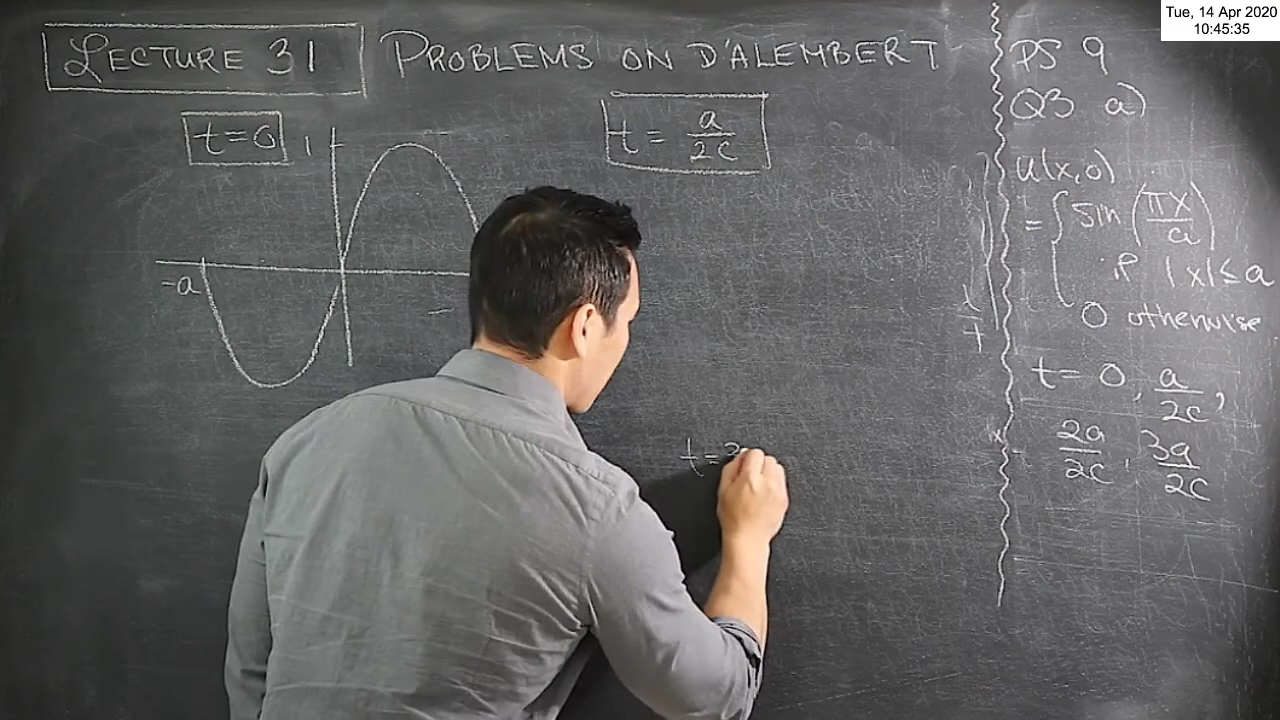 Tue, 14 Apr 2020
10:45:35
LECTURE 31 PROBLEMS ON D'ALEMBERT
t=0
1
-a
t = a/2c
t = 3
PS 9
Q3 a)
u(x,0)
= { sin (πx/a)
if |x| ≤ a
0 otherwise
t = 0, a/2c,
2a/2c, 3a/2c